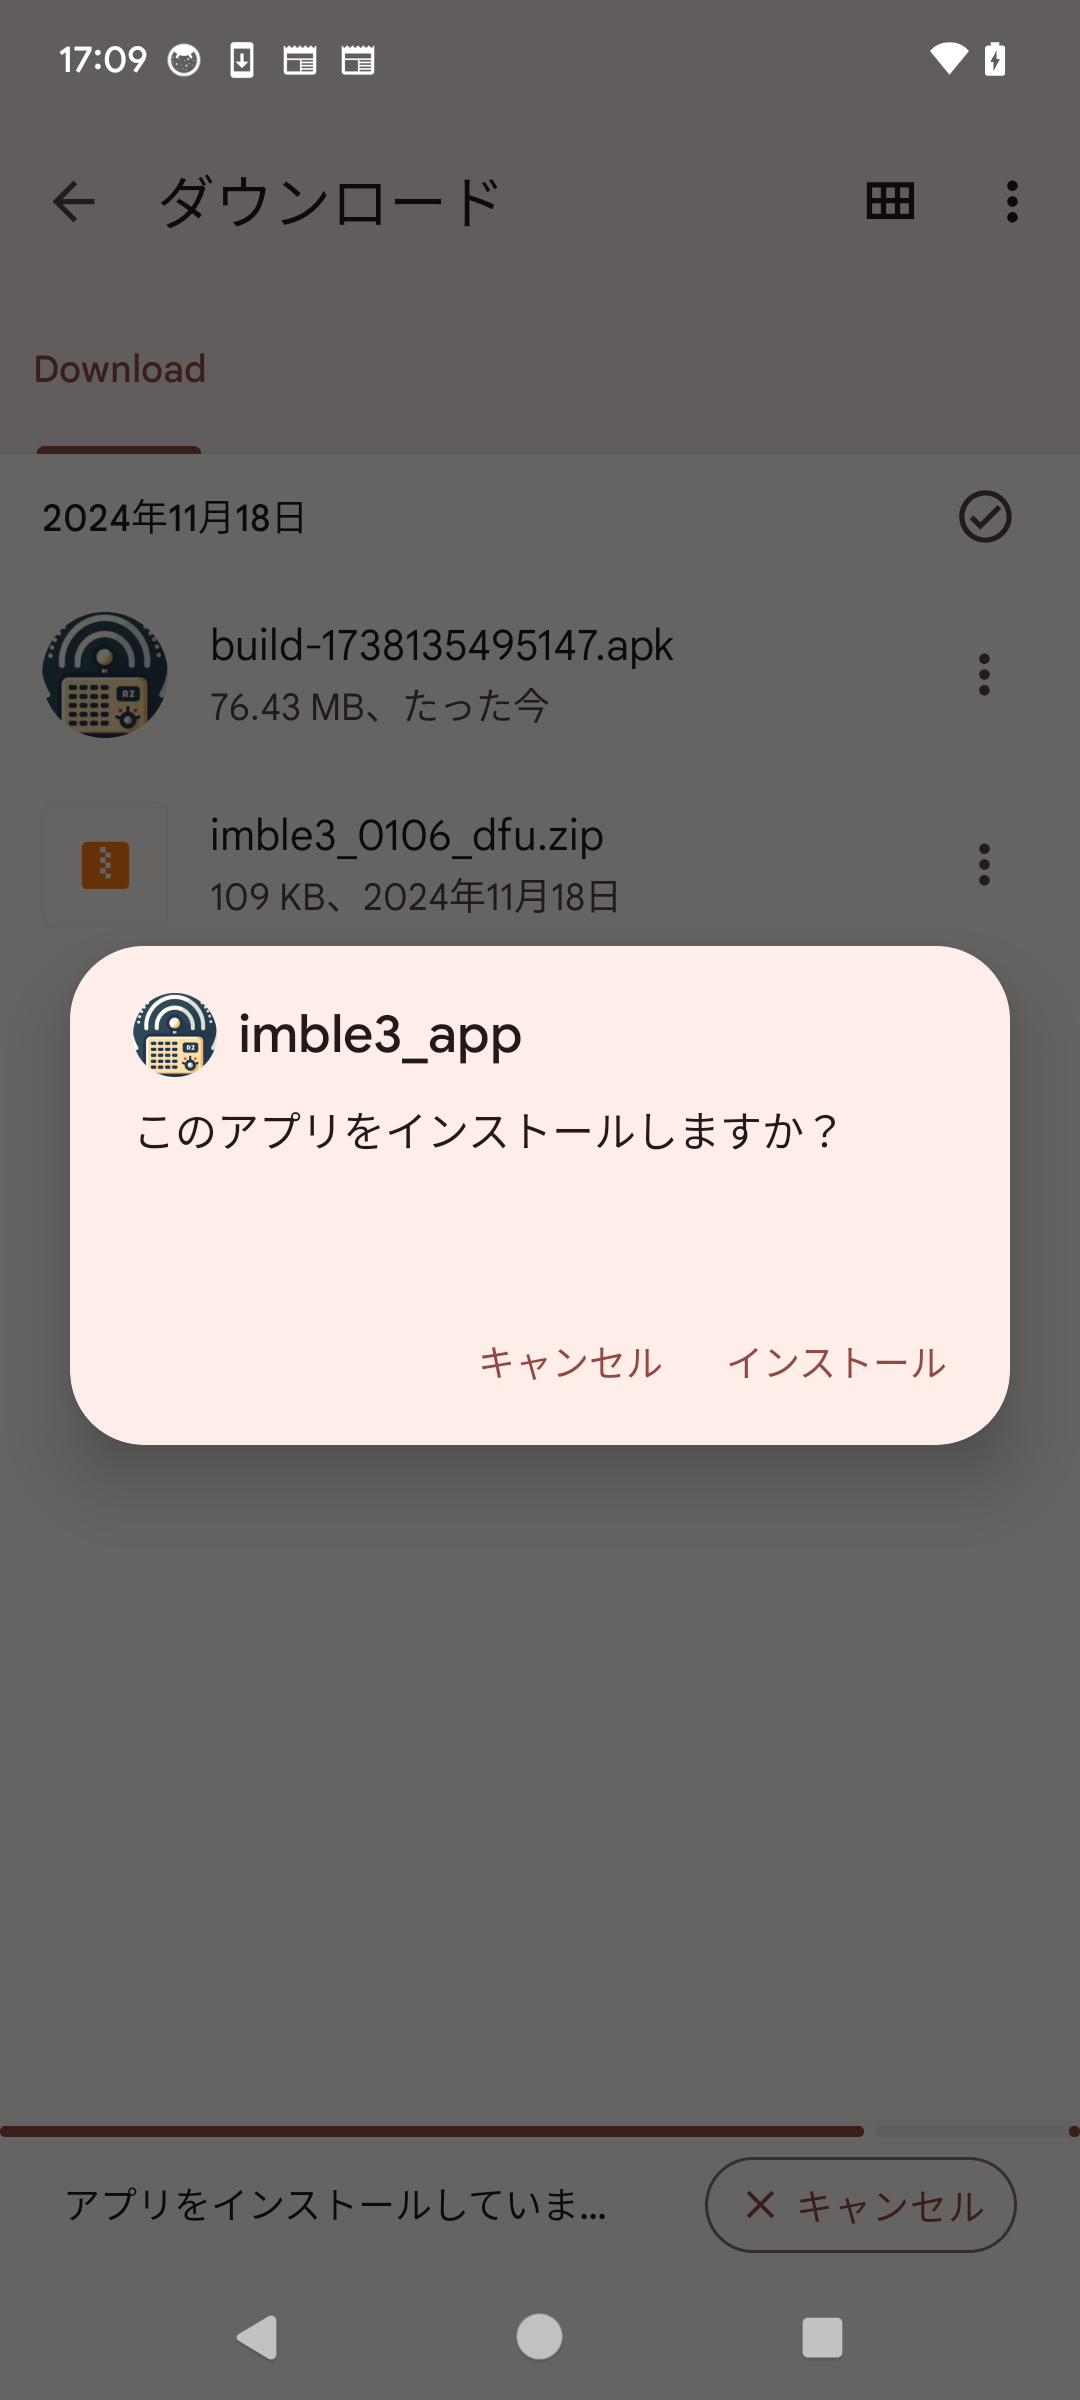 17:09
ダウンロード
Download
2024年11月18日
build-1738135495147.apk
76.43 MB、たった今
imble3_0106_dfu.zip
109 KB、2024年11月18日
RZ
imble3_app
このアプリをインストールしますか？
キャンセル インストール
アプリをインストールしていま...
キャンセル